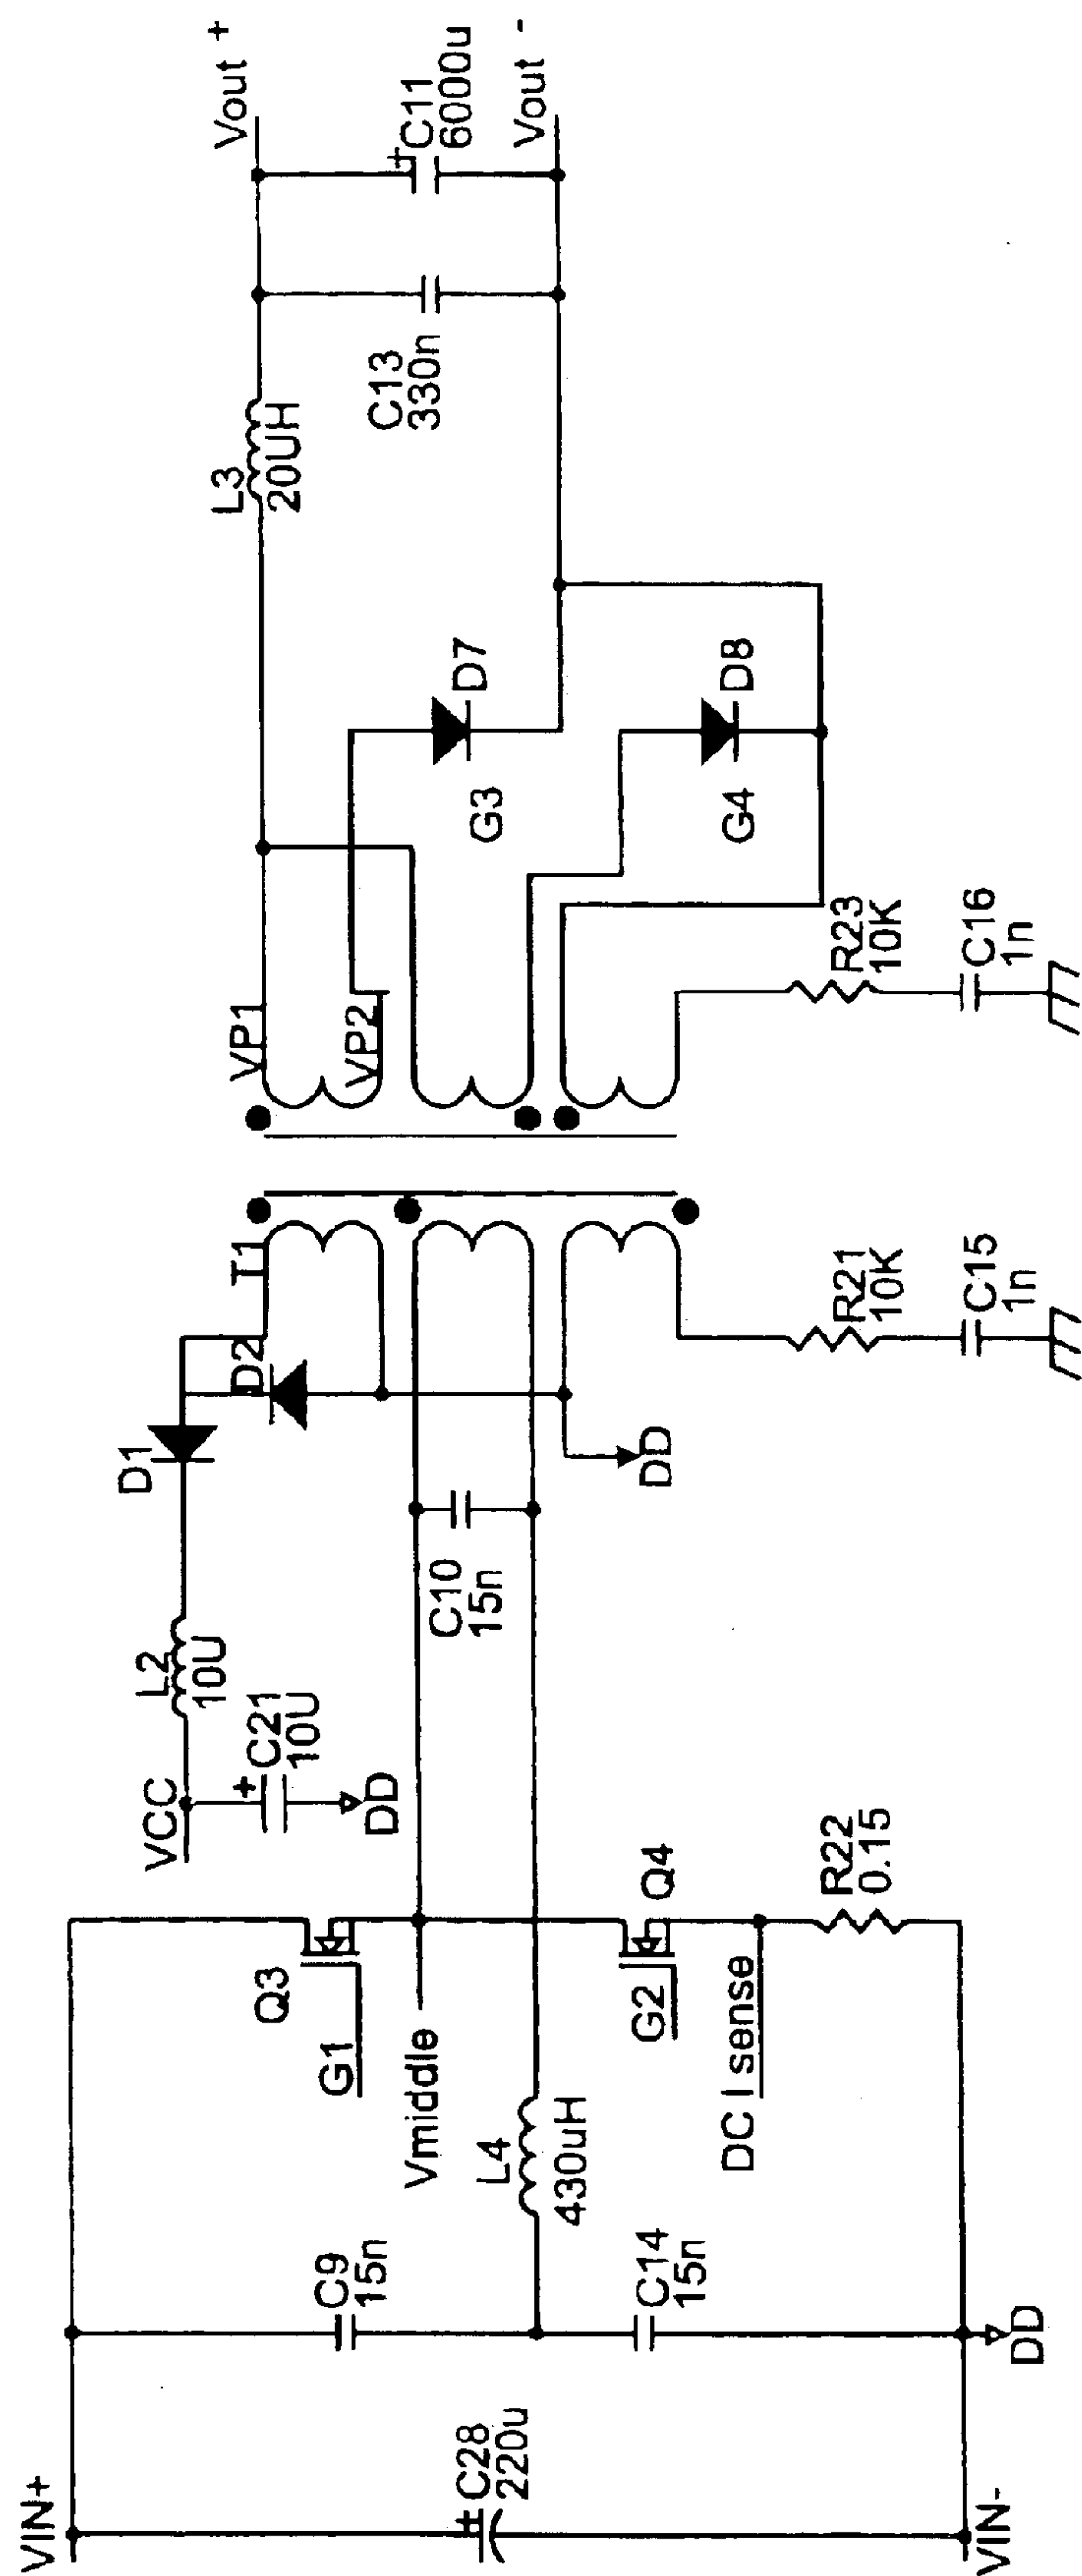 VIN+
C28
220u
VIN-
C9
15n
C14
15n
DD
L4
430uH
Vmiddle
Q3
G1
G2
Q4
DC I sense
R22
0.15
VCC
C21
10U
DD
L2
10U
D1
D2
T1
C10
15n
DD
R21
10K
C15
1n
VP1
VP2
G3
D7
G4
D8
R23
10K
C16
1n
L3
20UH
C13
330n
C11
6000u
Vout +
Vout -